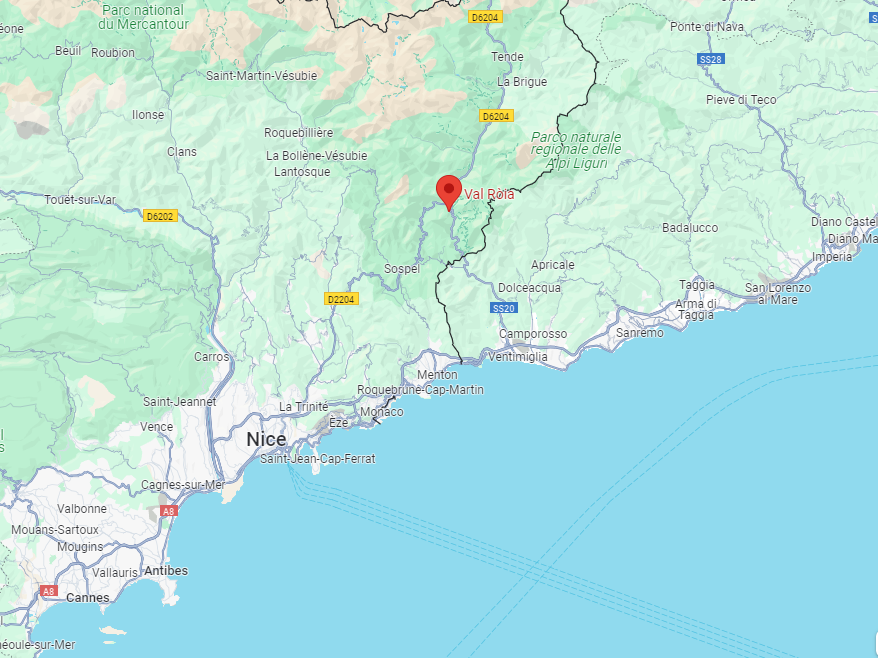 Parc national
du Mercantour
D6204
Ponte di Nava
Beuil
Roubion
Tende
SS28
Saint-Martin-Vésubie
La Brigue
Pieve di Teco
Ilonse
D6204
Roquebillière
Parco naturale
regionale delle
Alpi Liguri
Clans
La Bollène-Vésubie
Lantosque
Val Roia
Touët-sur-Var
D6202
Badalucco
Diano Castel
Diano Ma
Imperia
Sospel
Apricale
Dolceacqua
Taggia
San Lorenzo
al Mare
D2204
SS20
Arma di
Taggia
Camporosso
Sanremo
Carros
Ventimiglia
Menton
Roquebrune-Cap-Martin
Saint-Jeannet
La Trinité
Monaco
Vence
Èze
Nice
Saint-Jean-Cap-Ferrat
Cagnes-sur-Mer
Valbonne
A8
Mouans-Sartoux
Mougins
Vallauris
Antibes
A8
Cannes
néoule-sur-Mer